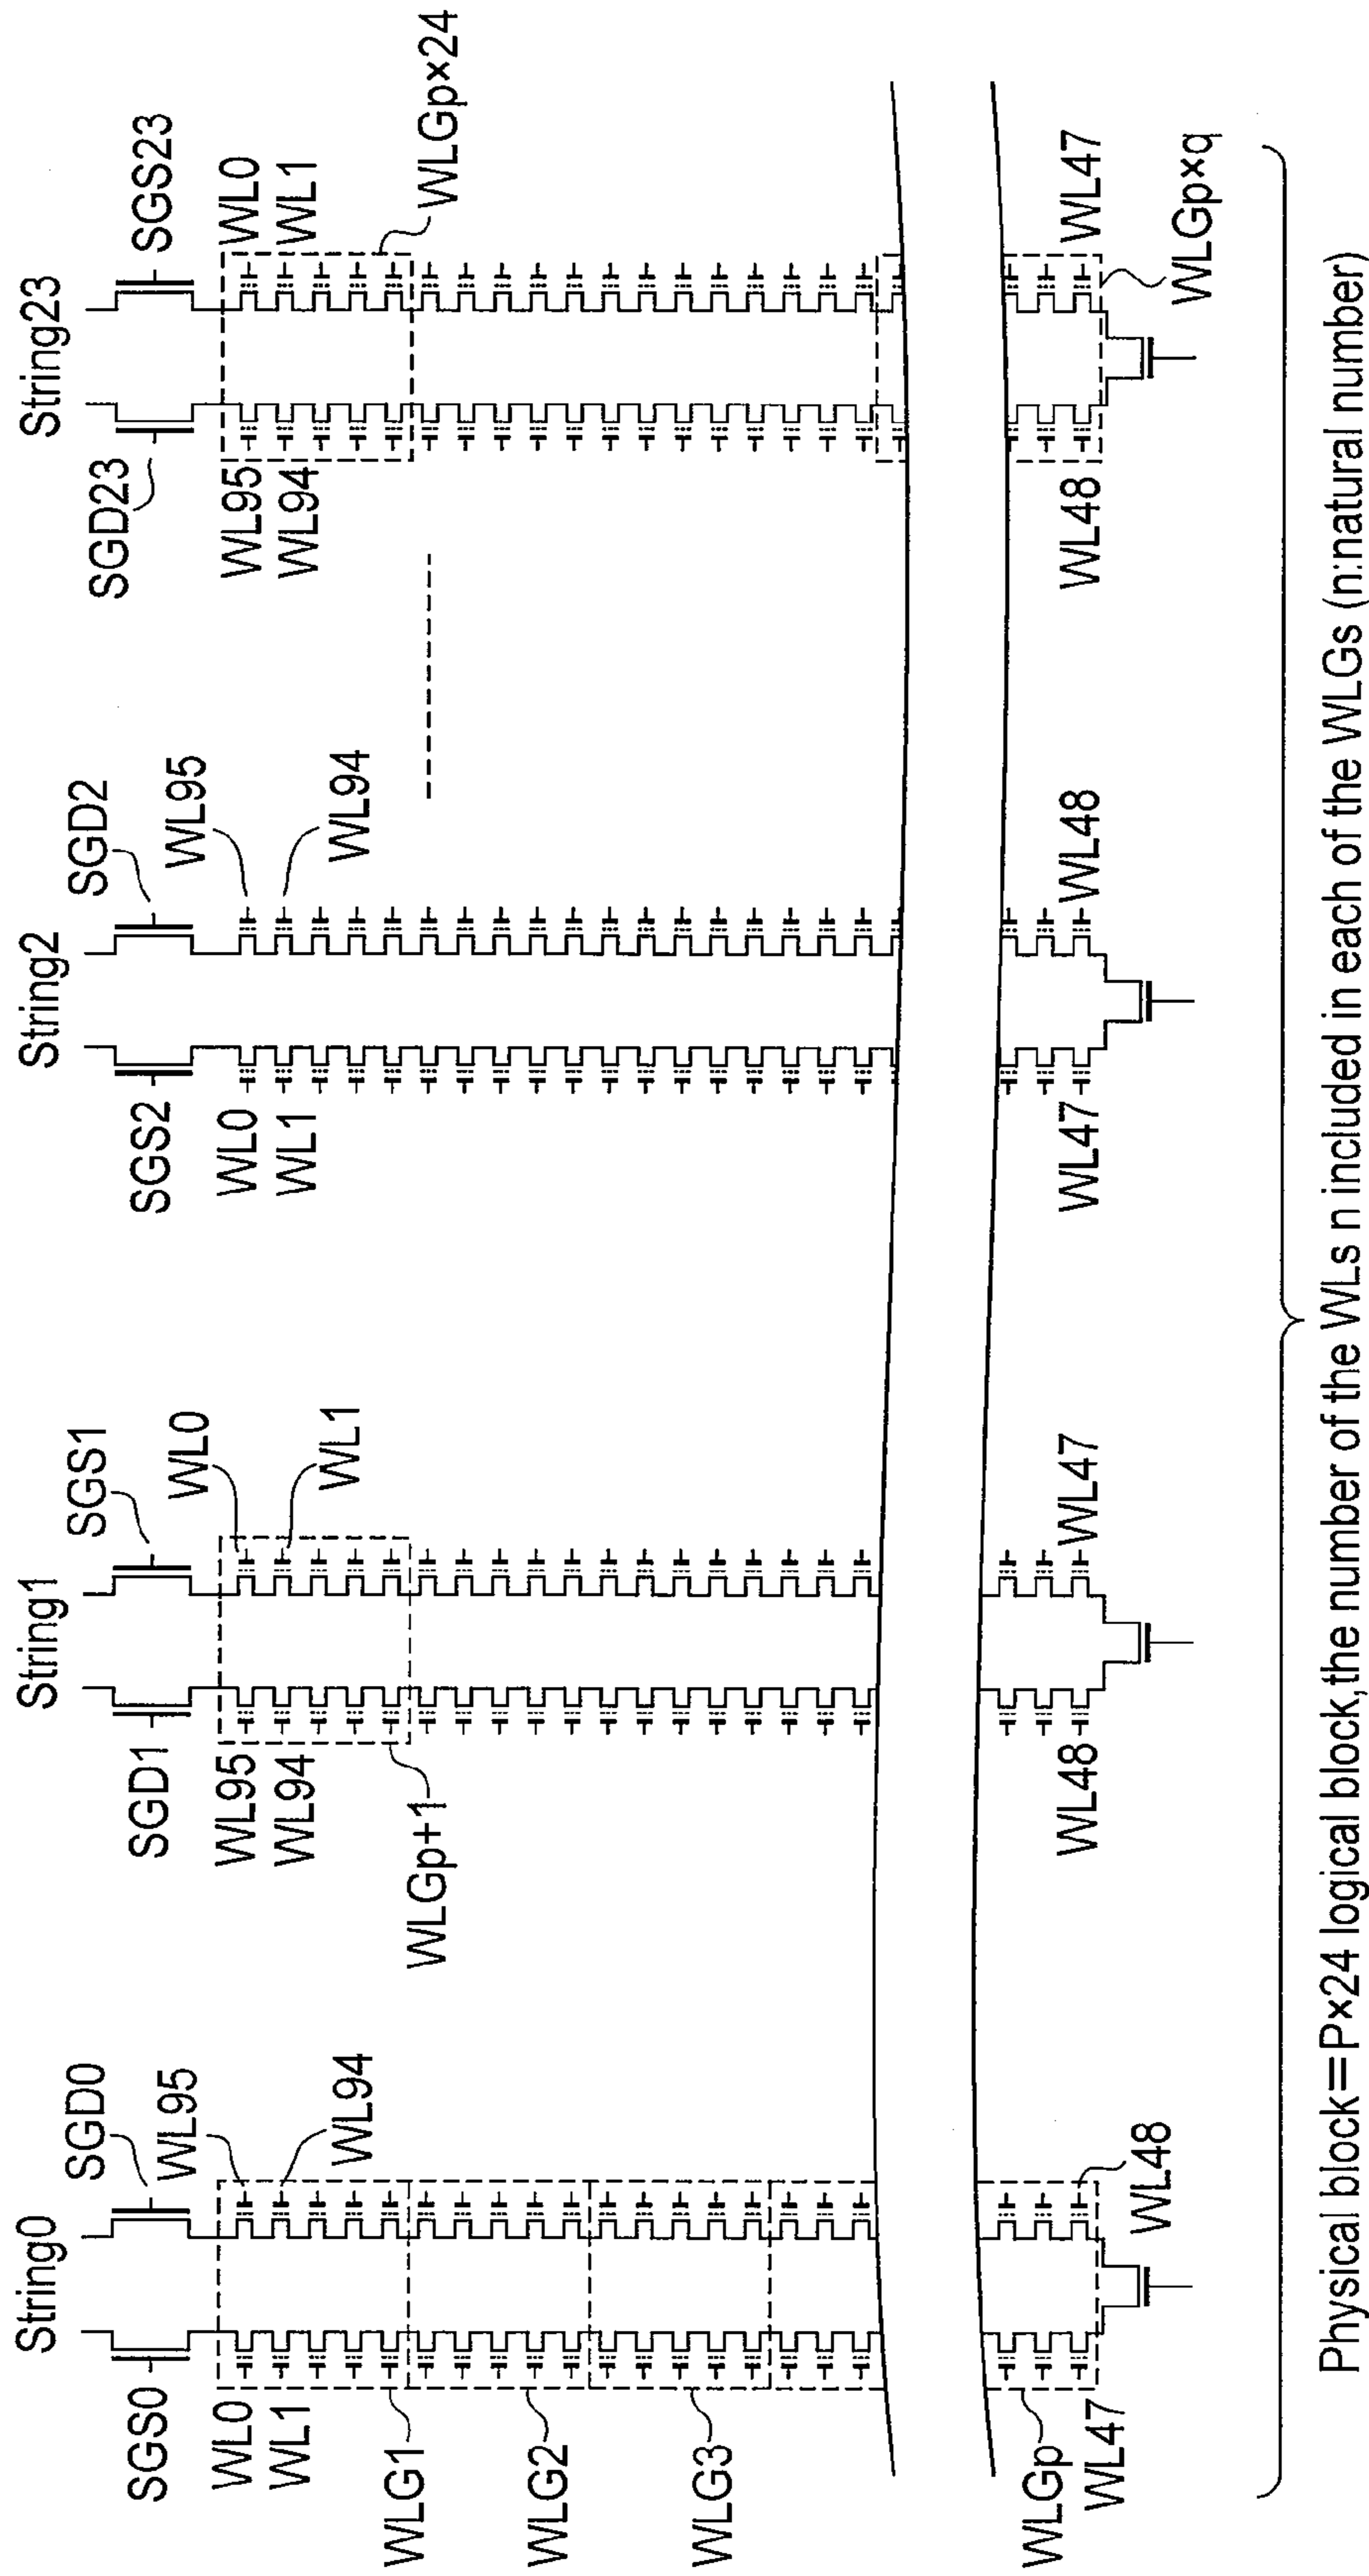 String0
String1
String2
String23
SGS0
SGD0
SGD1
SGS1
SGS2
SGD2
SGD23
SGS23
WL0
WL1
WL95
WL94
WL95
WL94
WL0
WL1
WL0
WL1
WL95
WL94
WL95
WL94
WL0
WL1
WLG1
WLG2
WLG3
WLGp+1
WLGp×24
WLGp
WL47
WL48
WL48
WL47
WL47
WL48
WL48
WL47
WLGp×q
Physical block=P×24 logical block,the number of the WLs n included in each of the WLGs (n:natural number)